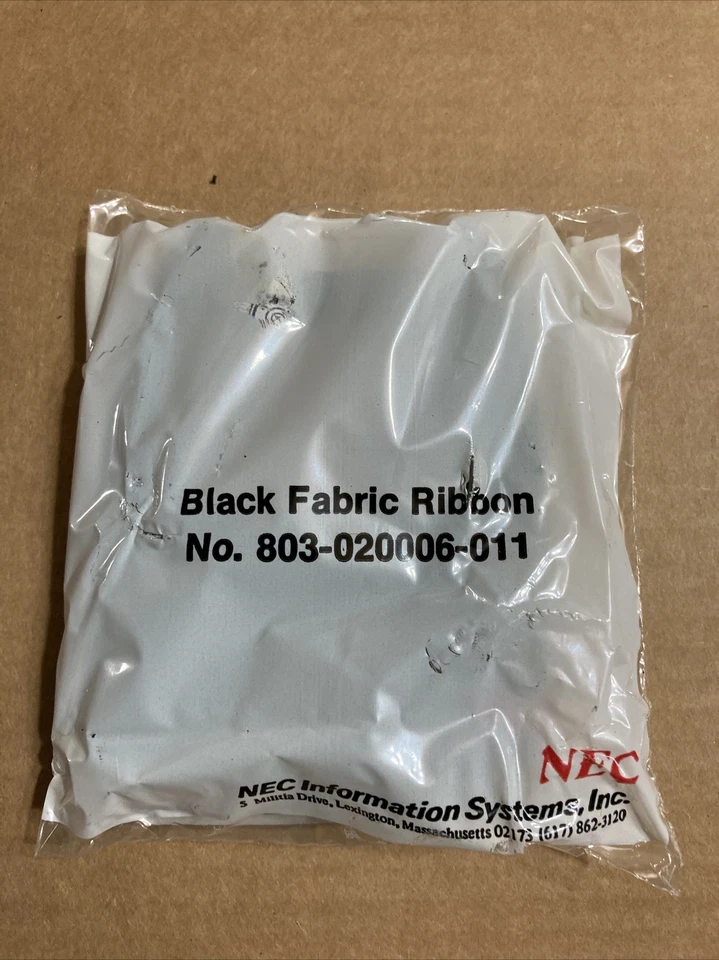 Black Fabric Ribbon
No. 803-020006-011
NEC
NEC Information Systems, Inc.
5 Militia Drive, Lexington, Massachusetts 02173 (617) 862-3120